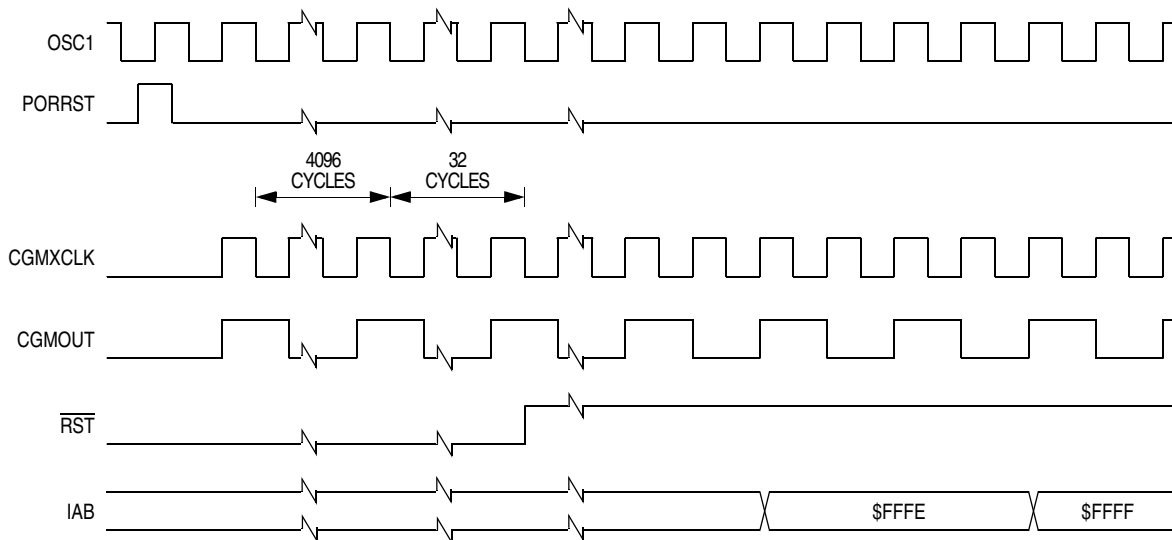 OSC1
PORRST
4096
CYCLES
32
CYCLES
CGMXCLK
CGMOUT
RST
IAB
$FFFE
$FFFF